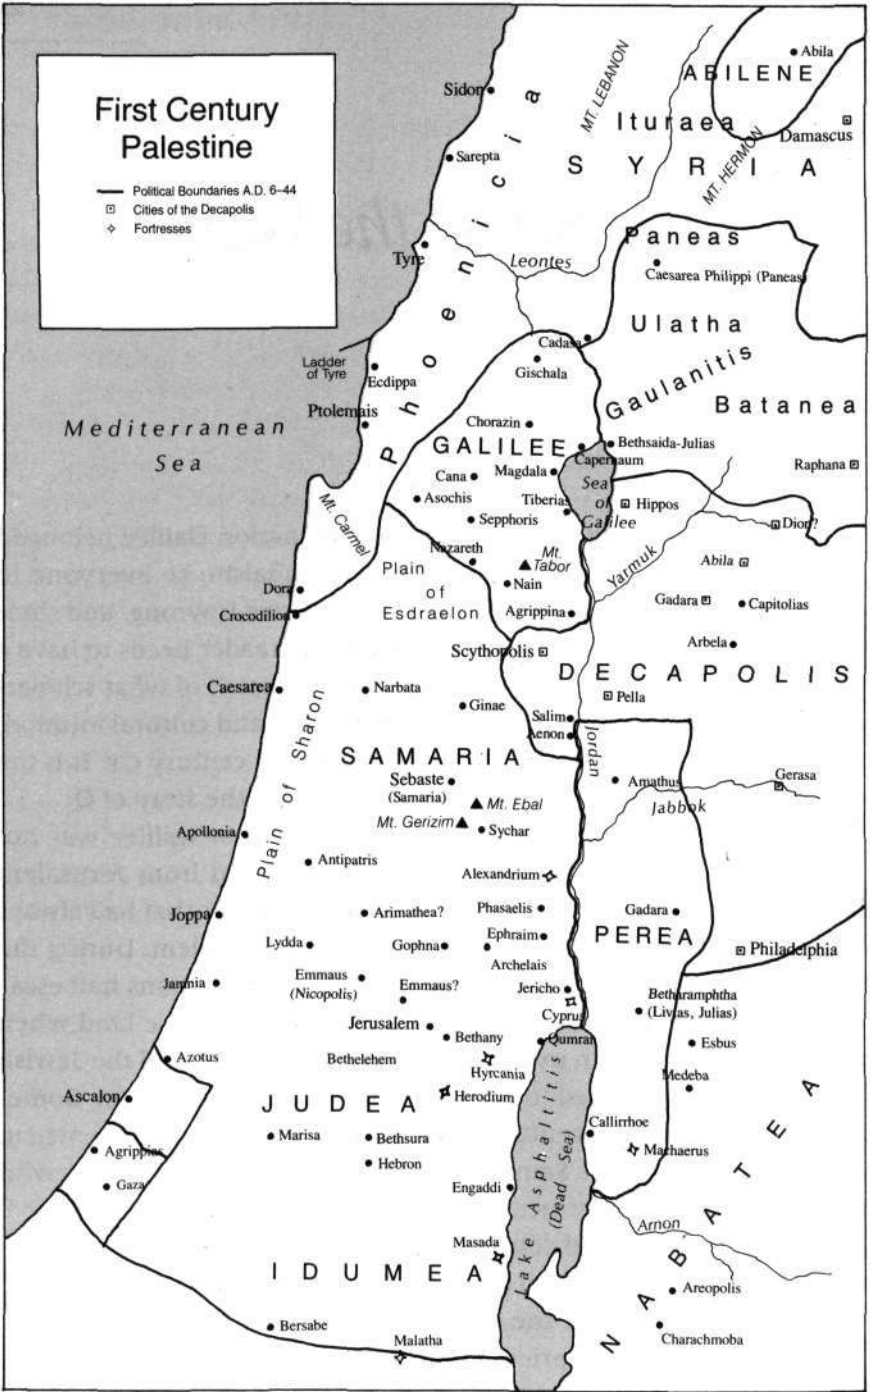 First Century
Palestine
Political Boundaries A.D. 6–44
Cities of the Decapolis
Fortresses
Abila
ABILENE
MT. LEBANON
Sidon
Ituraea
Damascus
Sarepta
SYRIA
MT. HERMON
Phoenicia
Paneas
Tyre
Leontes
Caesarea Philippi (Paneas)
Ulatha
Cadasa
Ladder
of Tyre
Gischala
Ecdippa
Gaulanitis
Batanea
Ptolemais
Chorazin
Mediterranean
Sea
GALILEE
Bethsaida-Julias
Capernaum
Magdala
Raphana
Cana
Sea
of
Galilee
Asochis
Tiberias
Hippos
Mt. Carmel
Sepphoris
Dion?
Nazareth
Mt.
Tabor
Plain
of
Esdraelon
Yarmuk
Abila
Nain
Dora
Gadara
Capitolias
Crocodilion
Agrippina
Arbela
Scythopolis
DECAPOLIS
Caesarea
Narbata
Pella
Ginae
Salim
Aenon
Plain of Sharon
Jordan
SAMARIA
Sebaste
(Samaria)
Amathus
Gerasa
Mt. Ebal
Jabbok
Mt. Gerizim
Sychar
Apollonia
Antipatris
Alexandrium
Joppa
Arimathea?
Phasaelis
Gadara
Ephraim
PEREA
Lydda
Gophna
Archelais
Philadelphia
Jamnia
Emmaus
(Nicopolis)
Emmaus?
Jericho
Betharamphtha
(Livias, Julias)
Cyprus
Jerusalem
Bethany
Qumran
Esbus
Azotus
Bethelehem
Hyrcania
Medeba
Ascalon
Herodium
JUDEA
Callirrhoe
Marisa
Bethsura
Agrippias
Machaerus
Hebron
Gaza
Engaddi
Lake Asphaltitis
(Dead Sea)
NABATEA
Arnon
Masada
IDUMEA
Areopolis
Bersabe
Malatha
Charachmoba